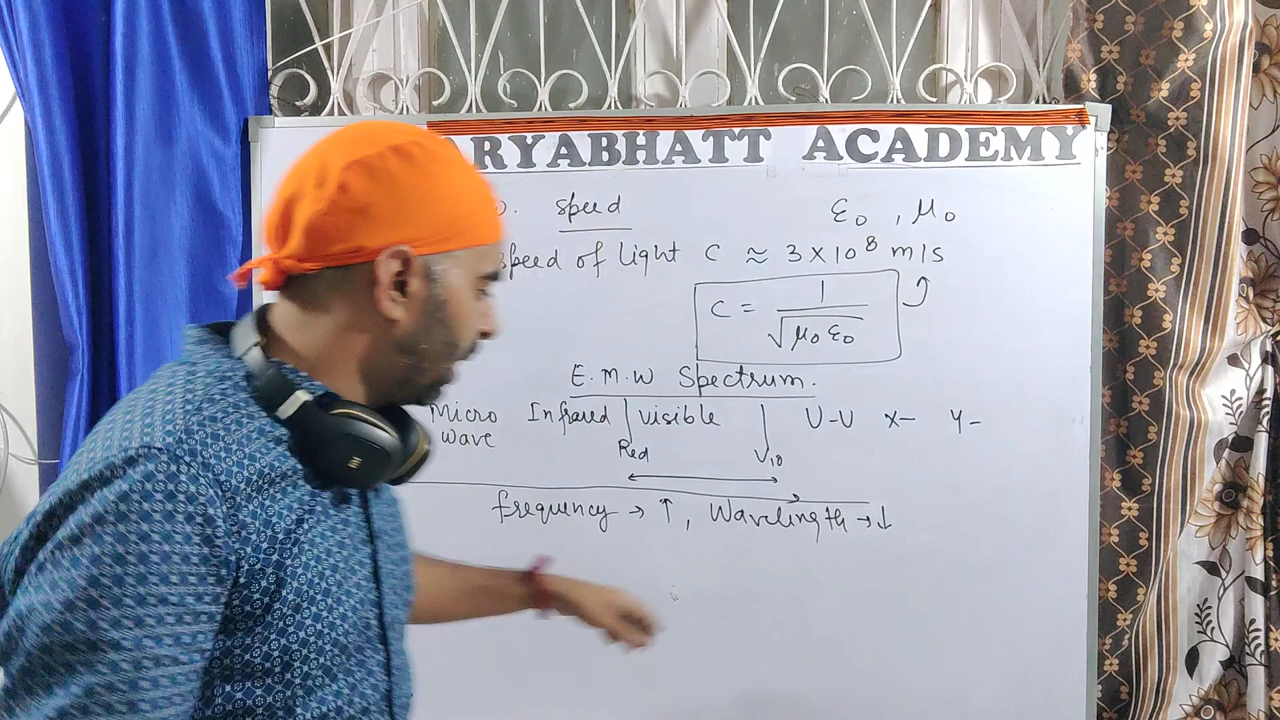 ARYABHATT ACADEMY
speed
ε₀ , μ₀
speed of light C ≈ 3×10⁸ m/s
C = 1/√μ₀ε₀
E.M.W Spectrum.
Micro wave Infrared visible U-V X- γ-
Red Vio
frequency → ↑, Wavelength → ↓